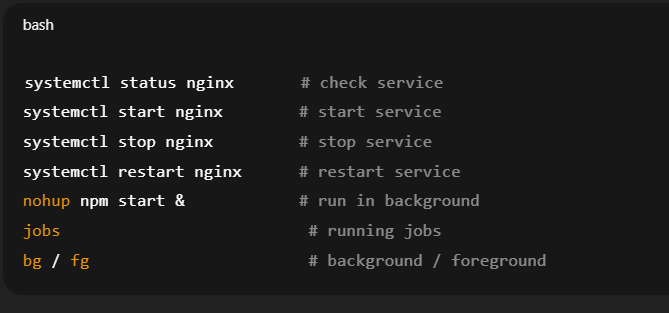 bash
systemctl status nginx # check service
systemctl start nginx # start service
systemctl stop nginx # stop service
systemctl restart nginx # restart service
nohup npm start & # run in background
jobs # running jobs
bg / fg # background / foreground